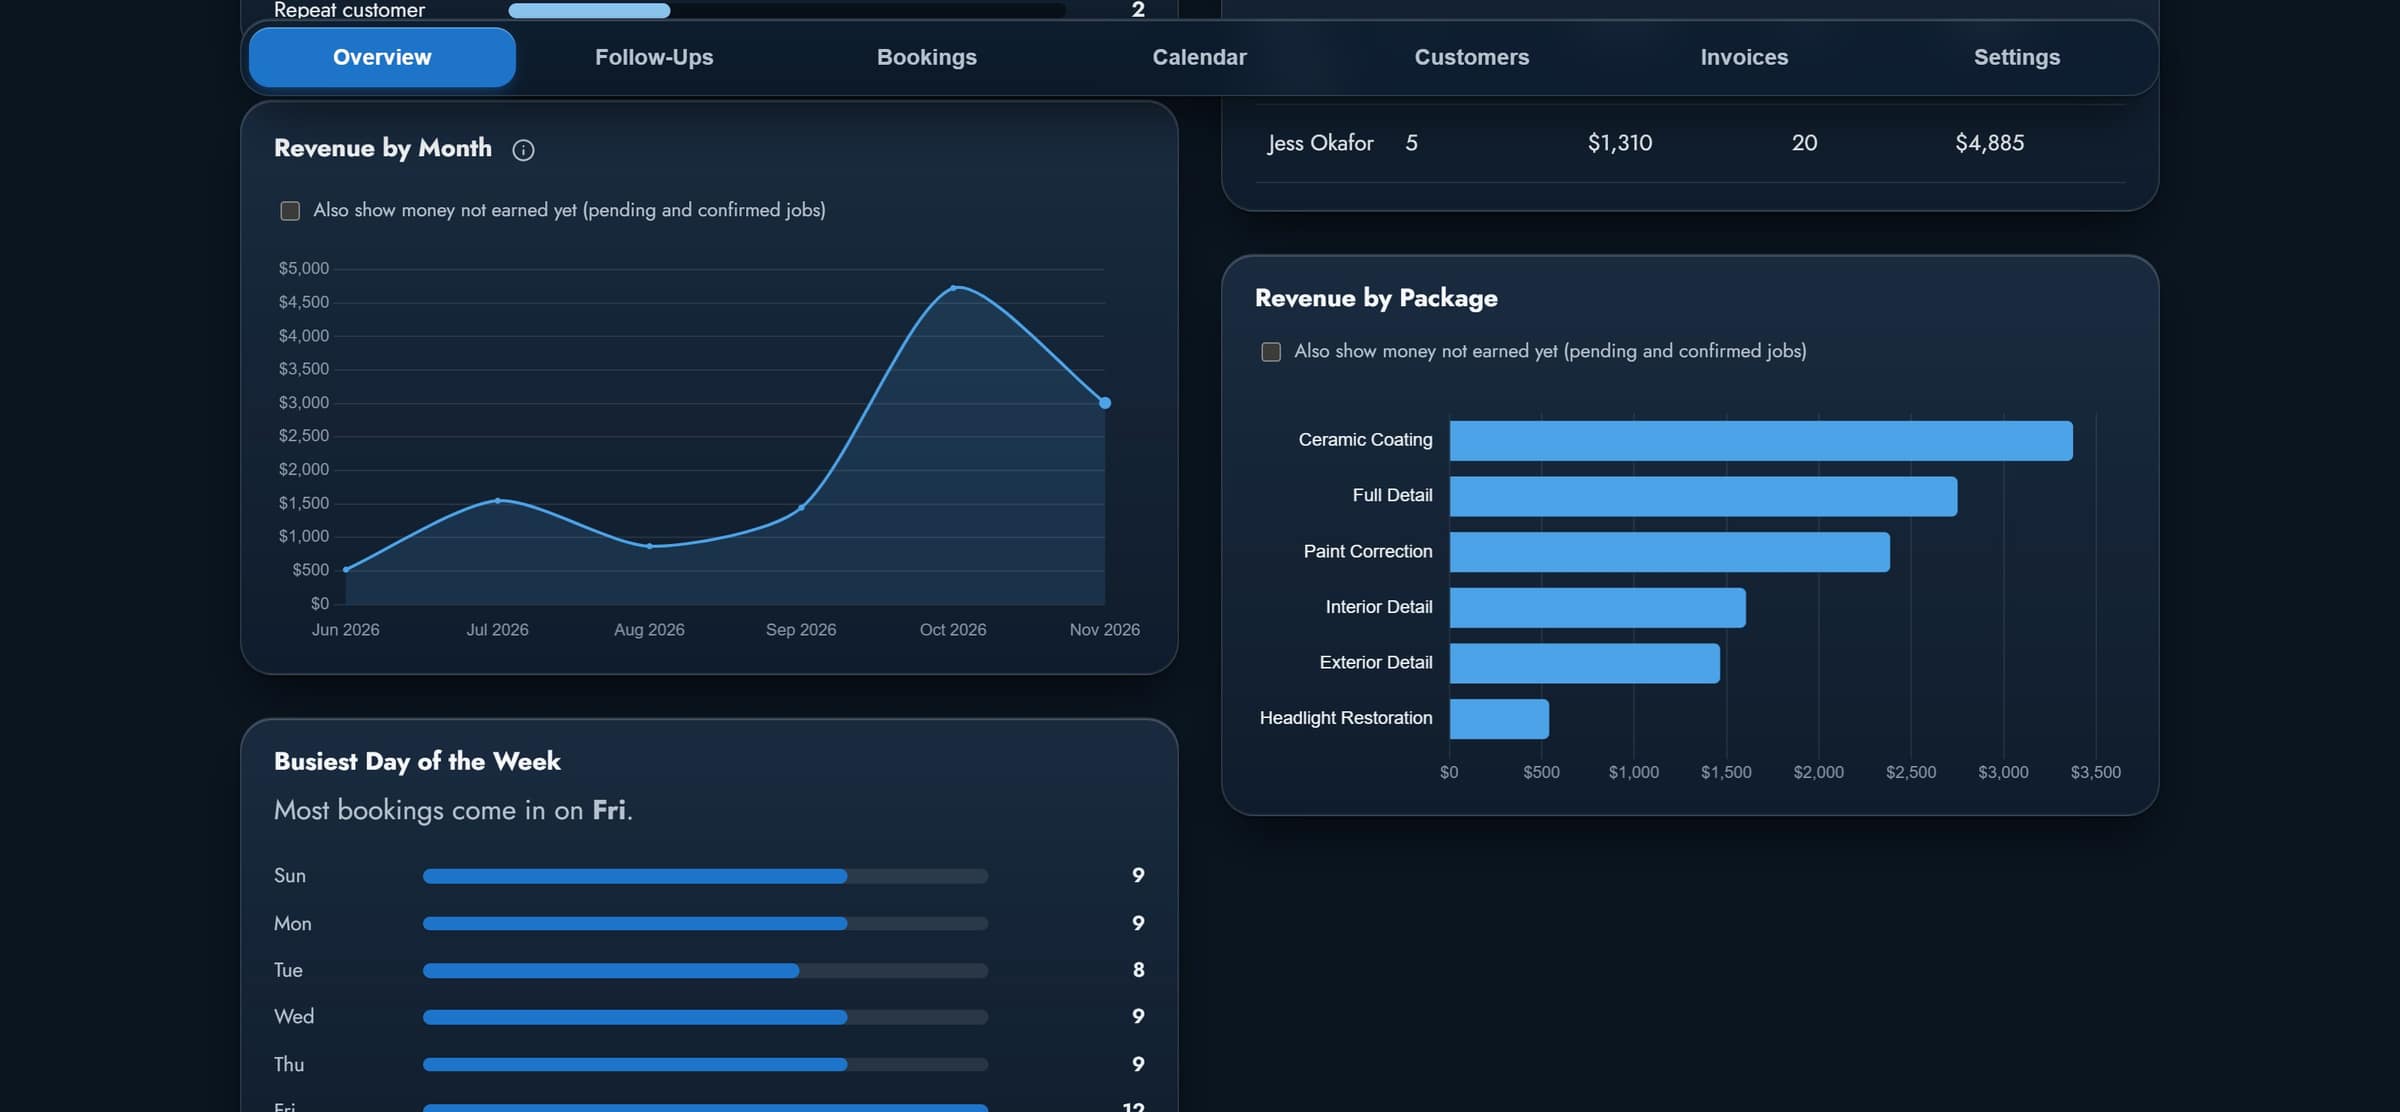 Repeat customer 2
Overview Follow-Ups Bookings Calendar Customers Invoices Settings
Revenue by Month
Also show money not earned yet (pending and confirmed jobs)
$5,000
$4,500
$4,000
$3,500
$3,000
$2,500
$2,000
$1,500
$1,000
$500
$0
Jun 2026 Jul 2026 Aug 2026 Sep 2026 Oct 2026 Nov 2026
Busiest Day of the Week
Most bookings come in on Fri.
Sun 9
Mon 9
Tue 8
Wed 9
Thu 9
Fri 12
Jess Okafor 5 $1,310 20 $4,885
Revenue by Package
Also show money not earned yet (pending and confirmed jobs)
Ceramic Coating
Full Detail
Paint Correction
Interior Detail
Exterior Detail
Headlight Restoration
$0 $500 $1,000 $1,500 $2,000 $2,500 $3,000 $3,500